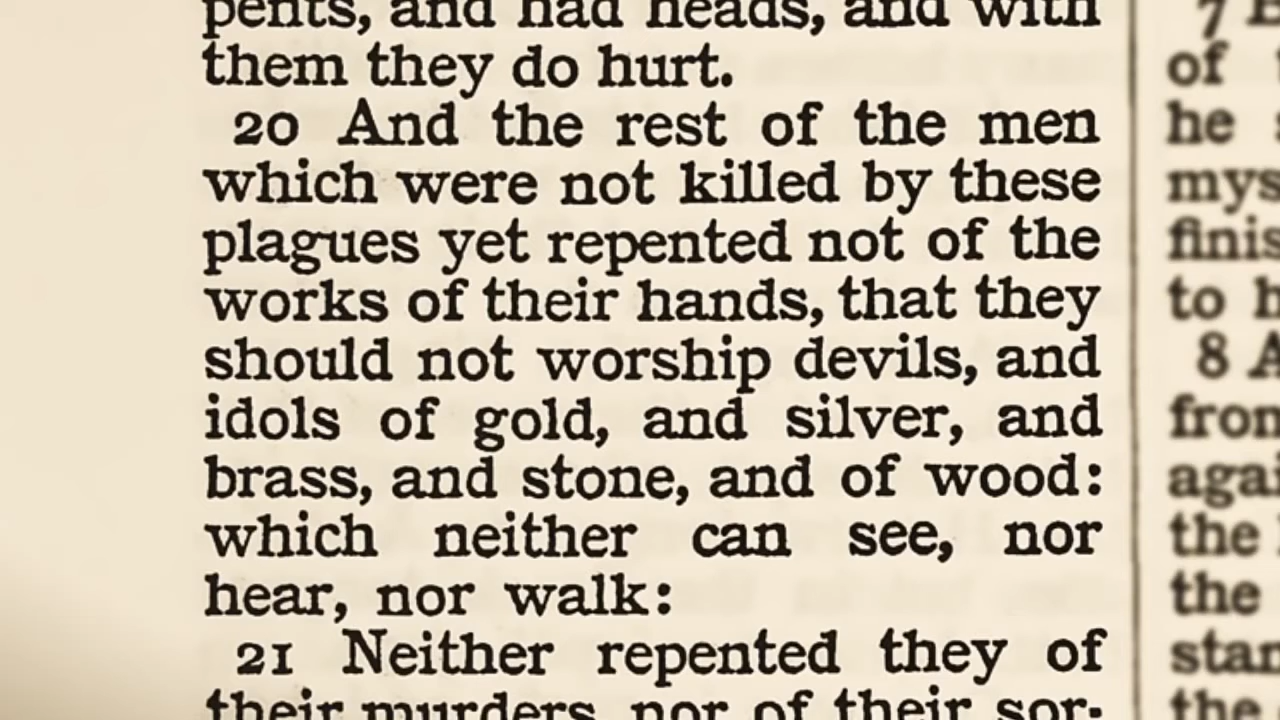 pents, and had heads, and with
them they do hurt.
20 And the rest of the men
which were not killed by these
plagues yet repented not of the
works of their hands, that they
should not worship devils, and
idols of gold, and silver, and
brass, and stone, and of wood:
which neither can see, nor
hear, nor walk:
21 Neither repented they of
their murders, nor of their sor-
7
of
he
to
8
the
the
the